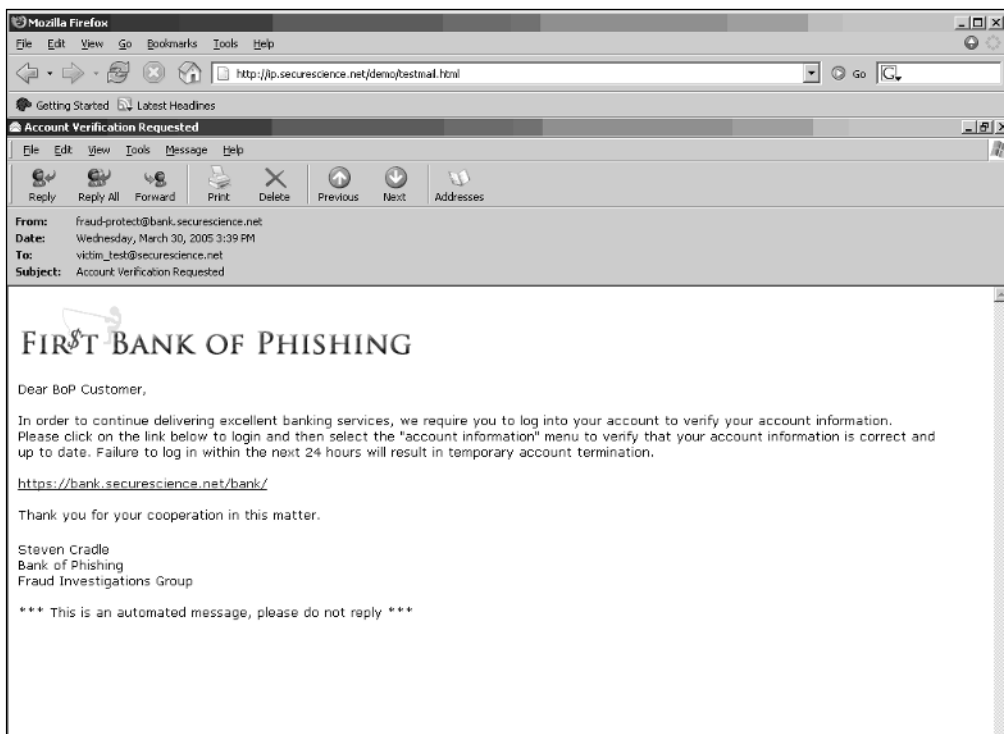 Mozilla Firefox
File Edit View Go Bookmarks Tools Help
http://ip.securescience.net/demo/testmail.html Go G
Getting Started Latest Headlines
Account Verification Requested
File Edit View Tools Message Help
Reply Reply All Forward Print Delete Previous Next Addresses
From: fraud-protect@bank.securescience.net
Date: Wednesday, March 30, 2005 3:39 PM
To: victim_test@securescience.net
Subject: Account Verification Requested
FIR$T BANK OF PHISHING
Dear BoP Customer,
In order to continue delivering excellent banking services, we require you to log into your account to verify your account information.
Please click on the link below to login and then select the "account information" menu to verify that your account information is correct and
up to date. Failure to log in within the next 24 hours will result in temporary account termination.
https://bank.securescience.net/bank/
Thank you for your cooperation in this matter.
Steven Cradle
Bank of Phishing
Fraud Investigations Group
*** This is an automated message, please do not reply ***